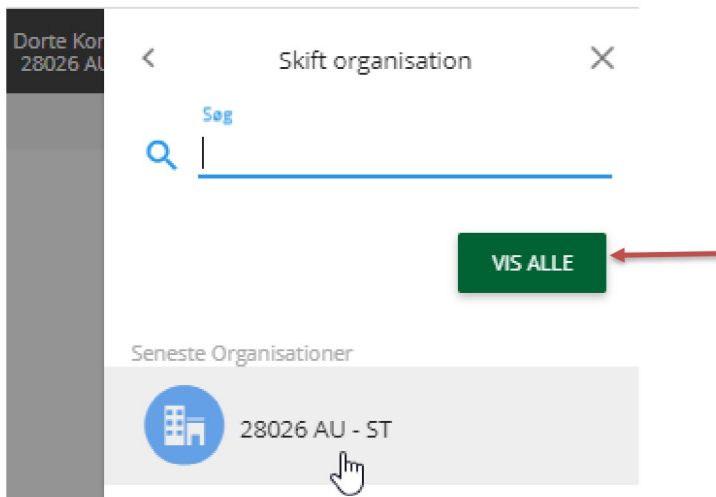 Dorte Kor
28026 AU
Skift organisation
Søg
VIS ALLE
Seneste Organisationer
28026 AU - ST